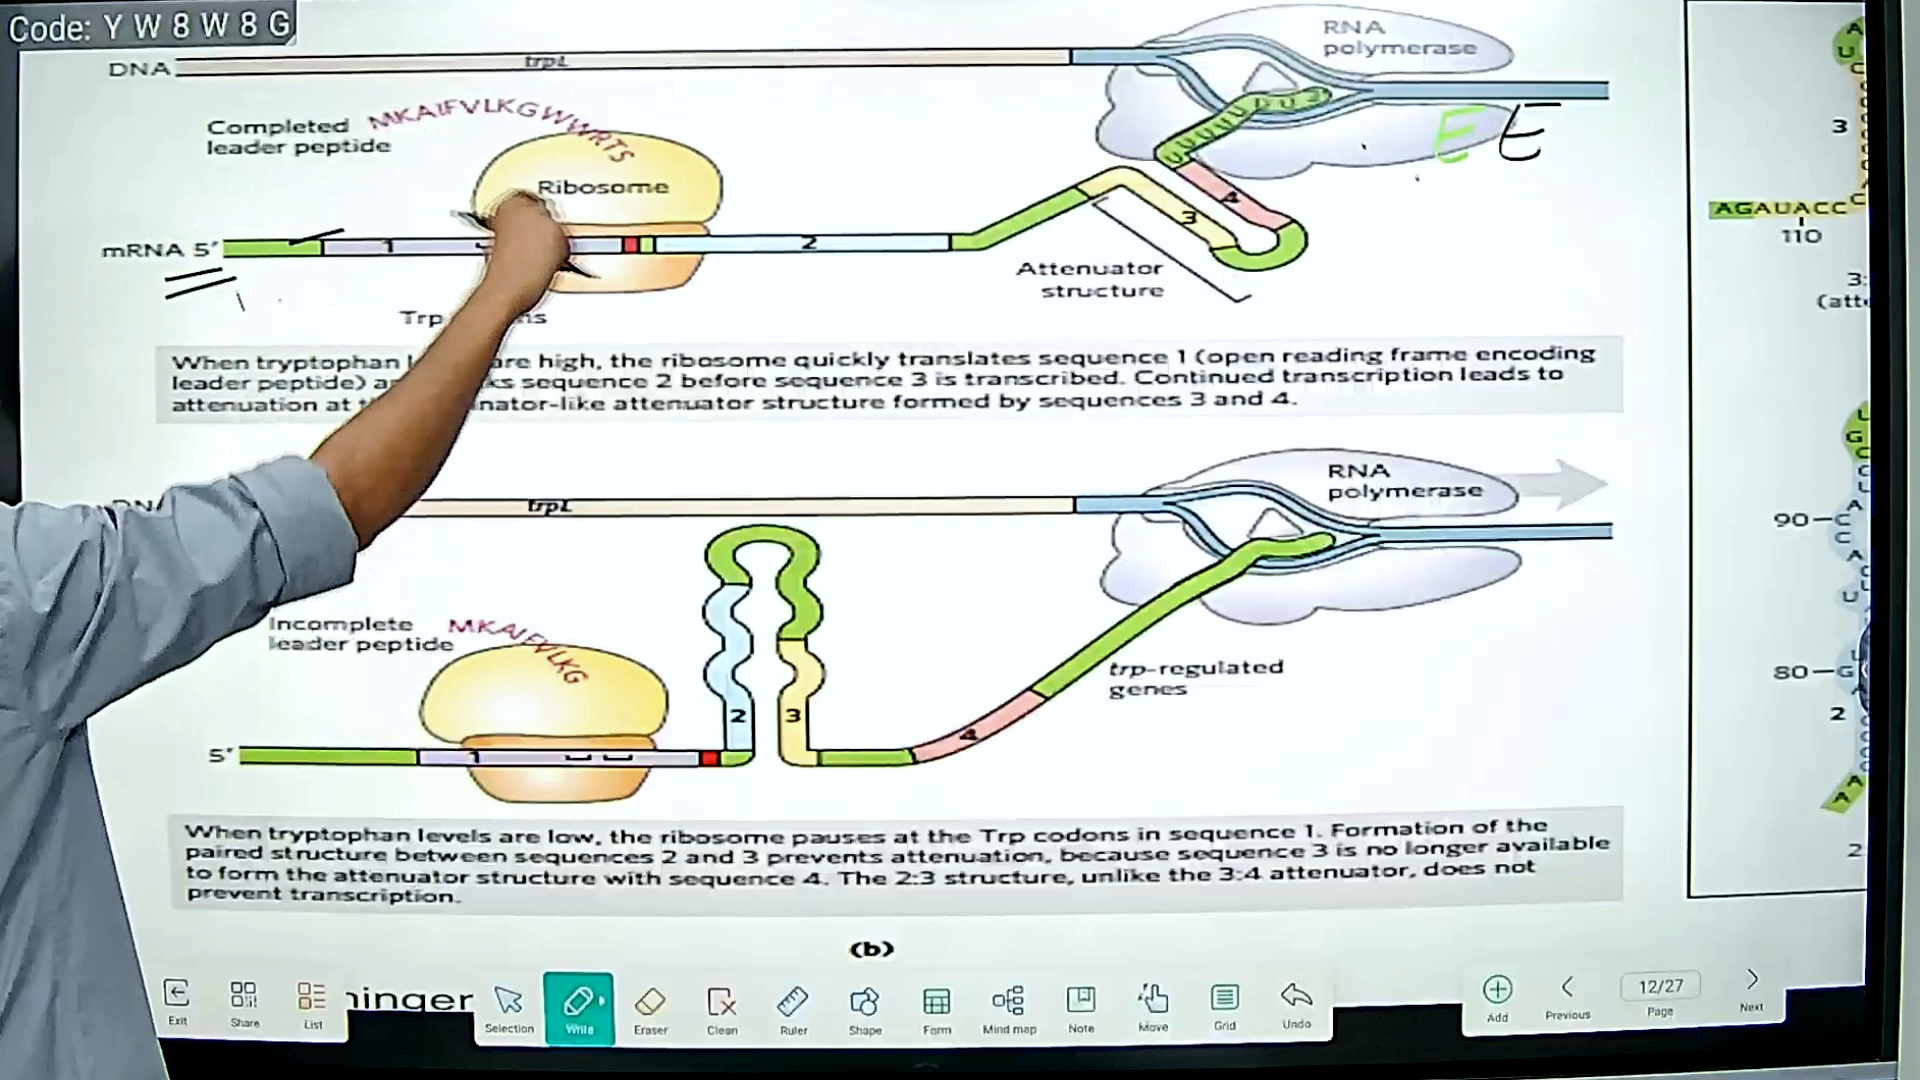 Code: Y W 8 W 8 G
DNA
trpL
RNA
polymerase
Completed
leader peptide
MKAIFVLKGWWRTS
Ribosome
E E
mRNA 5'
1
2
3
4
Attenuator
structure
Trp
When tryptophan are high, the ribosome quickly translates sequence 1 (open reading frame encoding
leader peptide) sequence 2 before sequence 3 is transcribed. Continued transcription leads to
attenuation at attenuator structure formed by sequences 3 and 4.
trpL
RNA
polymerase
Incomplete
leader peptide
MKAIFVLKG
trp-regulated
genes
5'
1
2
3
4
When tryptophan levels are low, the ribosome pauses at the Trp codons in sequence 1. Formation of the
paired structure between sequences 2 and 3 prevents attenuation, because sequence 3 is no longer available
to form the attenuator structure with sequence 4. The 2:3 structure, unlike the 3:4 attenuator, does not
prevent transcription.
(b)
3
AGAUACC
110
90
80
2
Exit
Share
List
Selection
Write
Eraser
Clean
Ruler
Shape
Form
Mind map
Note
Move
Grid
Undo
Add
Previous
12/27
Page
Next